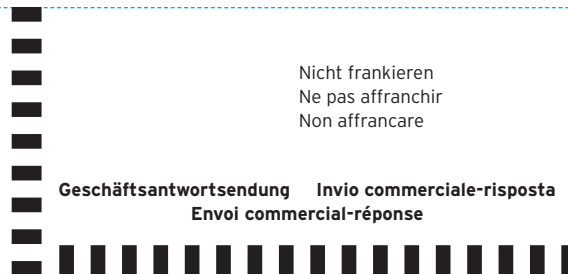 Nicht frankieren
Ne pas affranchir
Non affrancare
Geschäftsantwortsendung Invio commerciale-risposta
Envoi commercial-réponse